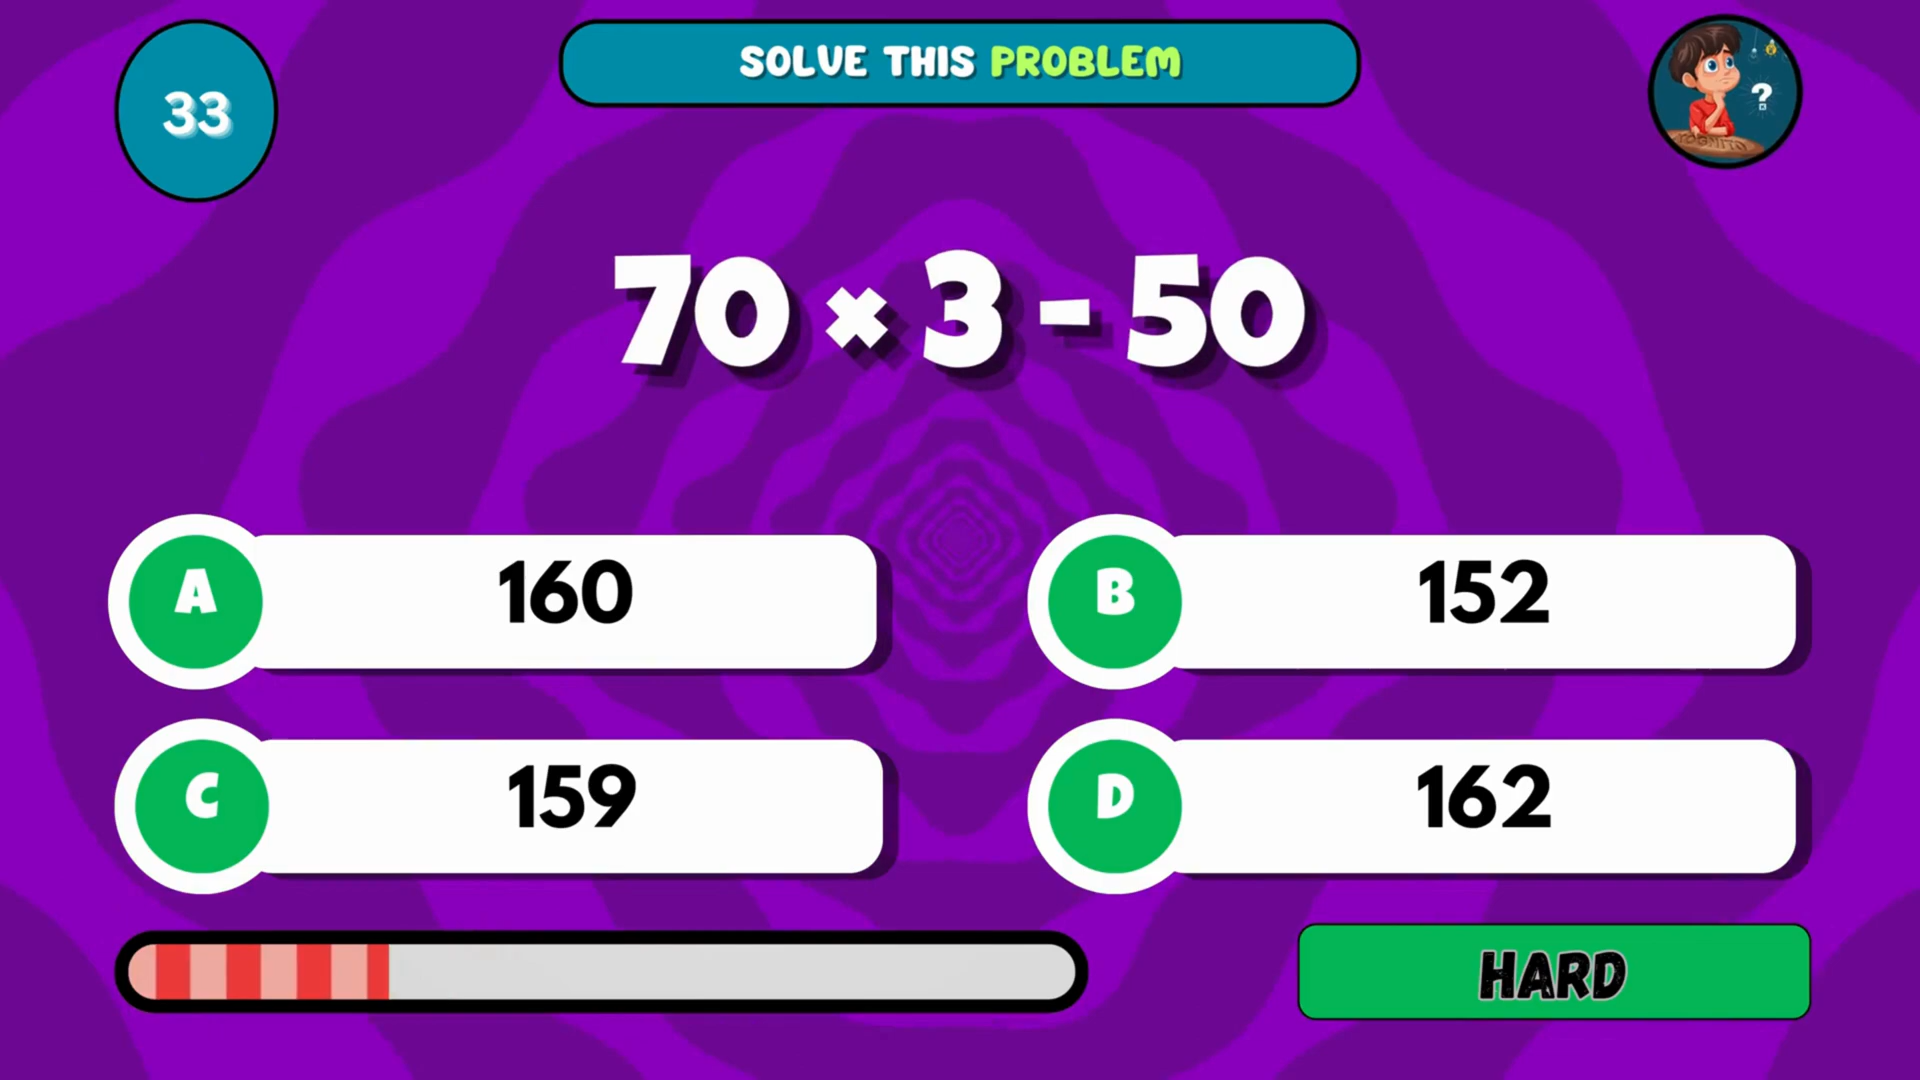 33
SOLVE THIS PROBLEM
?
70 × 3 - 50
A 160
B 152
C 159
D 162
HARD